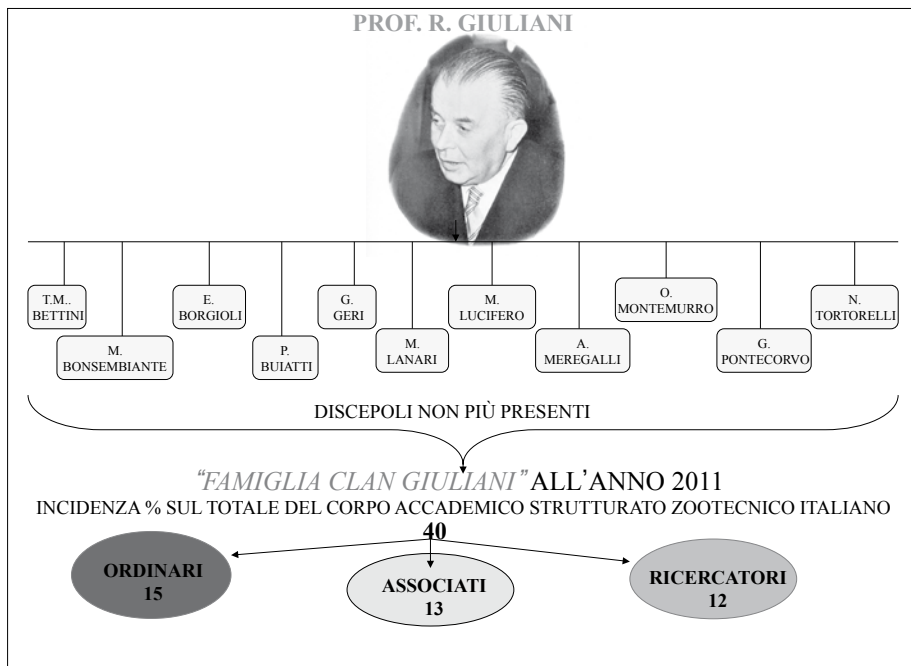 PROF. R. GIULIANI
T.M..
BETTINI
M.
BONSEMBIANTE
E.
BORGIOLI
P.
BUIATTI
G.
GERI
M.
LANARI
M.
LUCIFERO
A.
MEREGALLI
O.
MONTEMURRO
G.
PONTECORVO
N.
TORTORELLI
DISCEPOLI NON PIÙ PRESENTI
“FAMIGLIA CLAN GIULIANI” ALL'ANNO 2011
INCIDENZA % SUL TOTALE DEL CORPO ACCADEMICO STRUTTURATO ZOOTECNICO ITALIANO
40
ORDINARI
15
ASSOCIATI
13
RICERCATORI
12